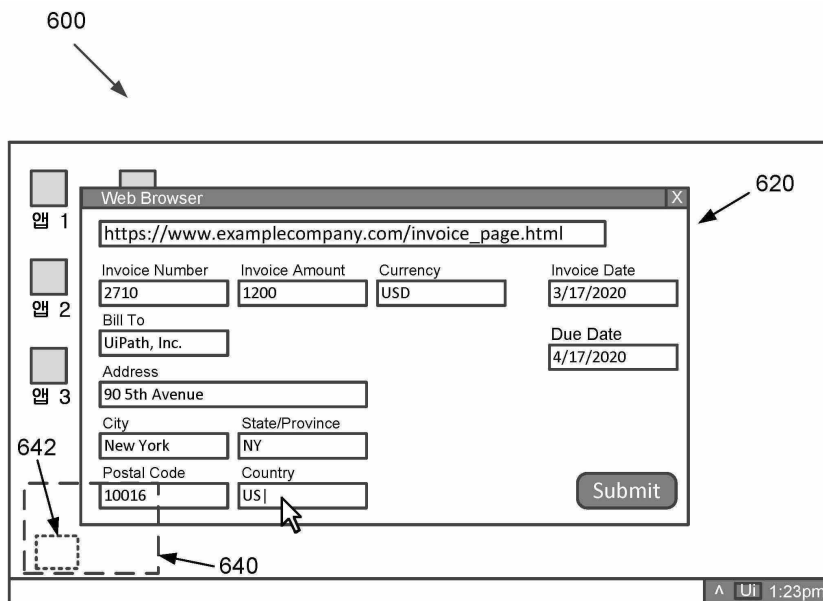 600
Web Browser X
620
앱 1
https://www.examplecompany.com/invoice_page.html
Invoice Number Invoice Amount Currency Invoice Date
2710 1200 USD 3/17/2020
앱 2
Bill To
UiPath, Inc.
Due Date
4/17/2020
Address
앱 3
90 5th Avenue
City State/Province
New York NY
642
Postal Code Country
10016 US
Submit
640
^ Ui 1:23pm